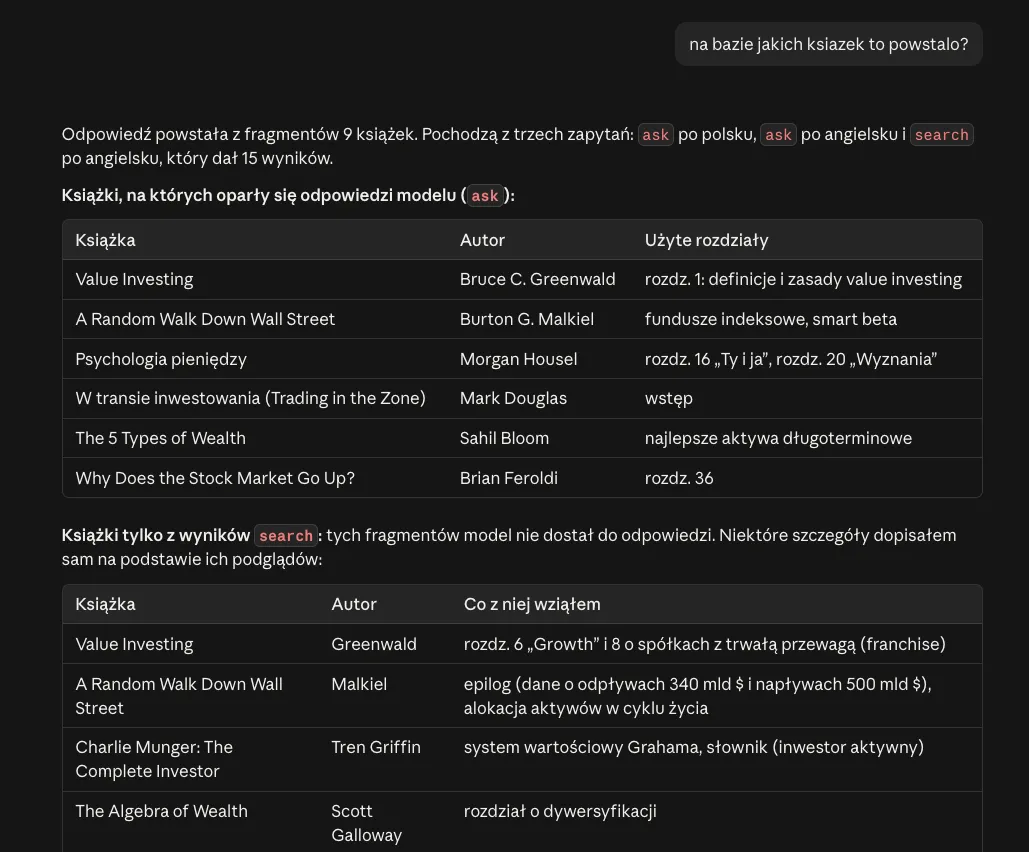 na bazie jakich ksiazek to powstalo?
Odpowiedź powstała z fragmentów 9 książek. Pochodzą z trzech zapytań: ask po polsku, ask po angielsku i search
po angielsku, który dał 15 wyników.
Książki, na których oparły się odpowiedzi modelu (ask):
Książka Autor Użyte rozdziały
Value Investing Bruce C. Greenwald rozdz. 1: definicje i zasady value investing
A Random Walk Down Wall Street Burton G. Malkiel fundusze indeksowe, smart beta
Psychologia pieniędzy Morgan Housel rozdz. 16 „Ty i ja”, rozdz. 20 „Wyznania”
W transie inwestowania (Trading in the Zone) Mark Douglas wstęp
The 5 Types of Wealth Sahil Bloom najlepsze aktywa długoterminowe
Why Does the Stock Market Go Up? Brian Feroldi rozdz. 36
Książki tylko z wyników search: tych fragmentów model nie dostał do odpowiedzi. Niektóre szczegóły dopisałem
sam na podstawie ich podglądów:
Książka Autor Co z niej wziąłem
Value Investing Greenwald rozdz. 6 „Growth” i 8 o spółkach z trwałą przewagą (franchise)
A Random Walk Down Wall Malkiel epilog (dane o odpływach 340 mld $ i napływach 500 mld $),
Street alokacja aktywów w cyklu życia
Charlie Munger: The Tren Griffin system wartościowy Grahama, słownik (inwestor aktywny)
Complete Investor
The Algebra of Wealth Scott rozdział o dywersyfikacji
Galloway